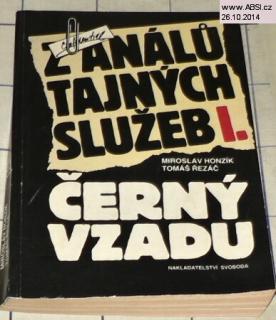 © www.ABSI.cz
26.10.2014
Z ANÁLŮ
TAJNÝCH
SLUŽEB I.
MIROSLAV HONZÍK
TOMÁŠ ŘEZÁČ
ČERNÝ
VZADU
NAKLADATELSTVÍ SVOBODA